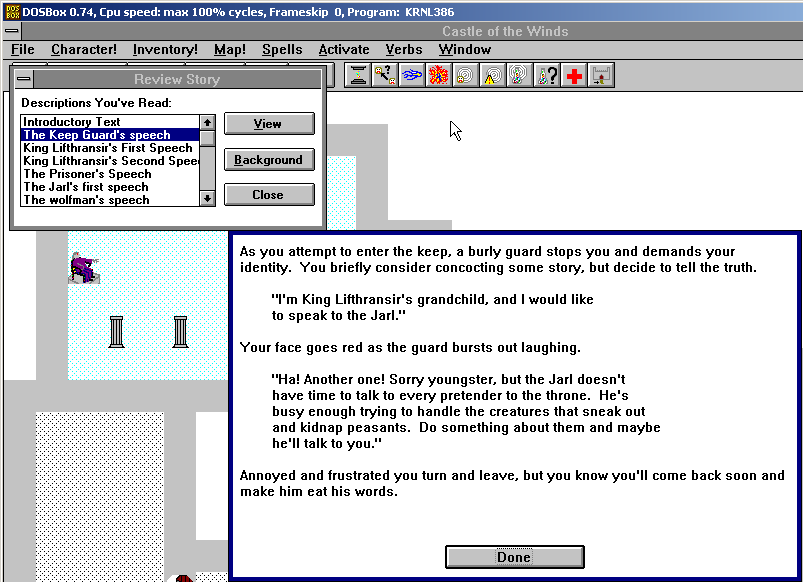 DOSBox 0.74, Cpu speed: max 100% cycles, Frameskip 0, Program: KRNL386
Castle of the Winds
File Character! Inventory! Map! Spells Activate Verbs Window
Review Story
Descriptions You've Read:
Introductory Text
The Keep Guard's speech
King Lifthransir's First Speech
King Lifthransir's Second Spee
The Prisoner's Speech
The Jarl's first speech
The wolfman's speech
View
Background
Close
As you attempt to enter the keep, a burly guard stops you and demands your
identity. You briefly consider concocting some story, but decide to tell the truth.
"I'm King Lifthransir's grandchild, and I would like
to speak to the Jarl."
Your face goes red as the guard bursts out laughing.
"Ha! Another one! Sorry youngster, but the Jarl doesn't
have time to talk to every pretender to the throne. He's
busy enough trying to handle the creatures that sneak out
and kidnap peasants. Do something about them and maybe
he'll talk to you."
Annoyed and frustrated you turn and leave, but you know you'll come back soon and
make him eat his words.
Done